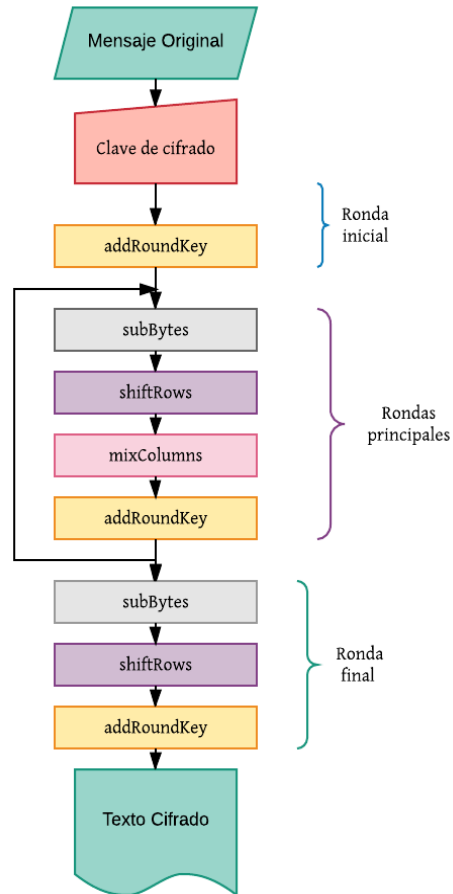 Mensaje Original
Clave de cifrado
Ronda
inicial
addRoundKey
subBytes
shiftRows
Rondas
principales
mixColumns
addRoundKey
subBytes
shiftRows
Ronda
final
addRoundKey
Texto Cifrado